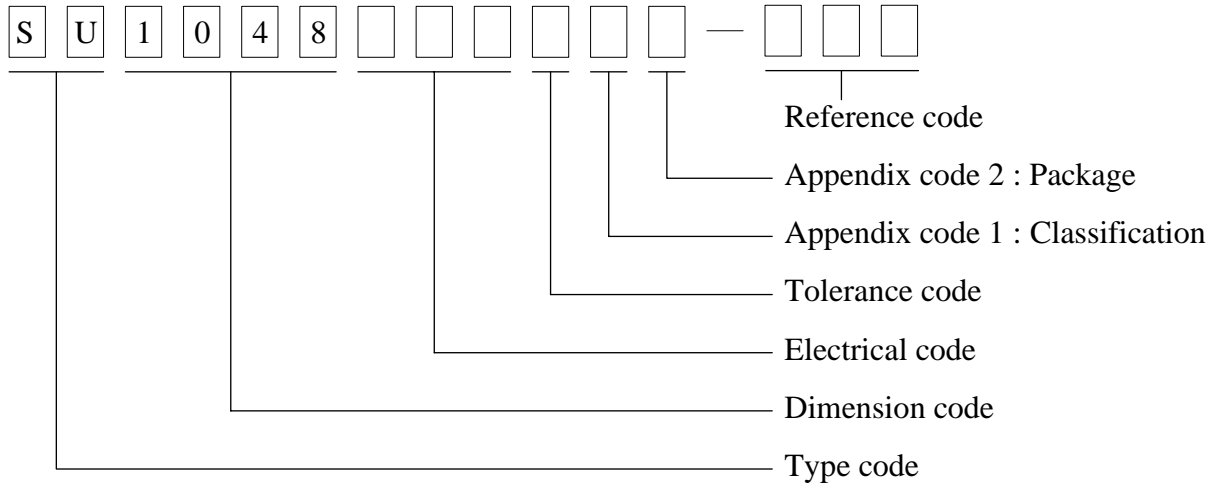 S U 1 0 4 8 —
Reference code
Appendix code 2 : Package
Appendix code 1 : Classification
Tolerance code
Electrical code
Dimension code
Type code